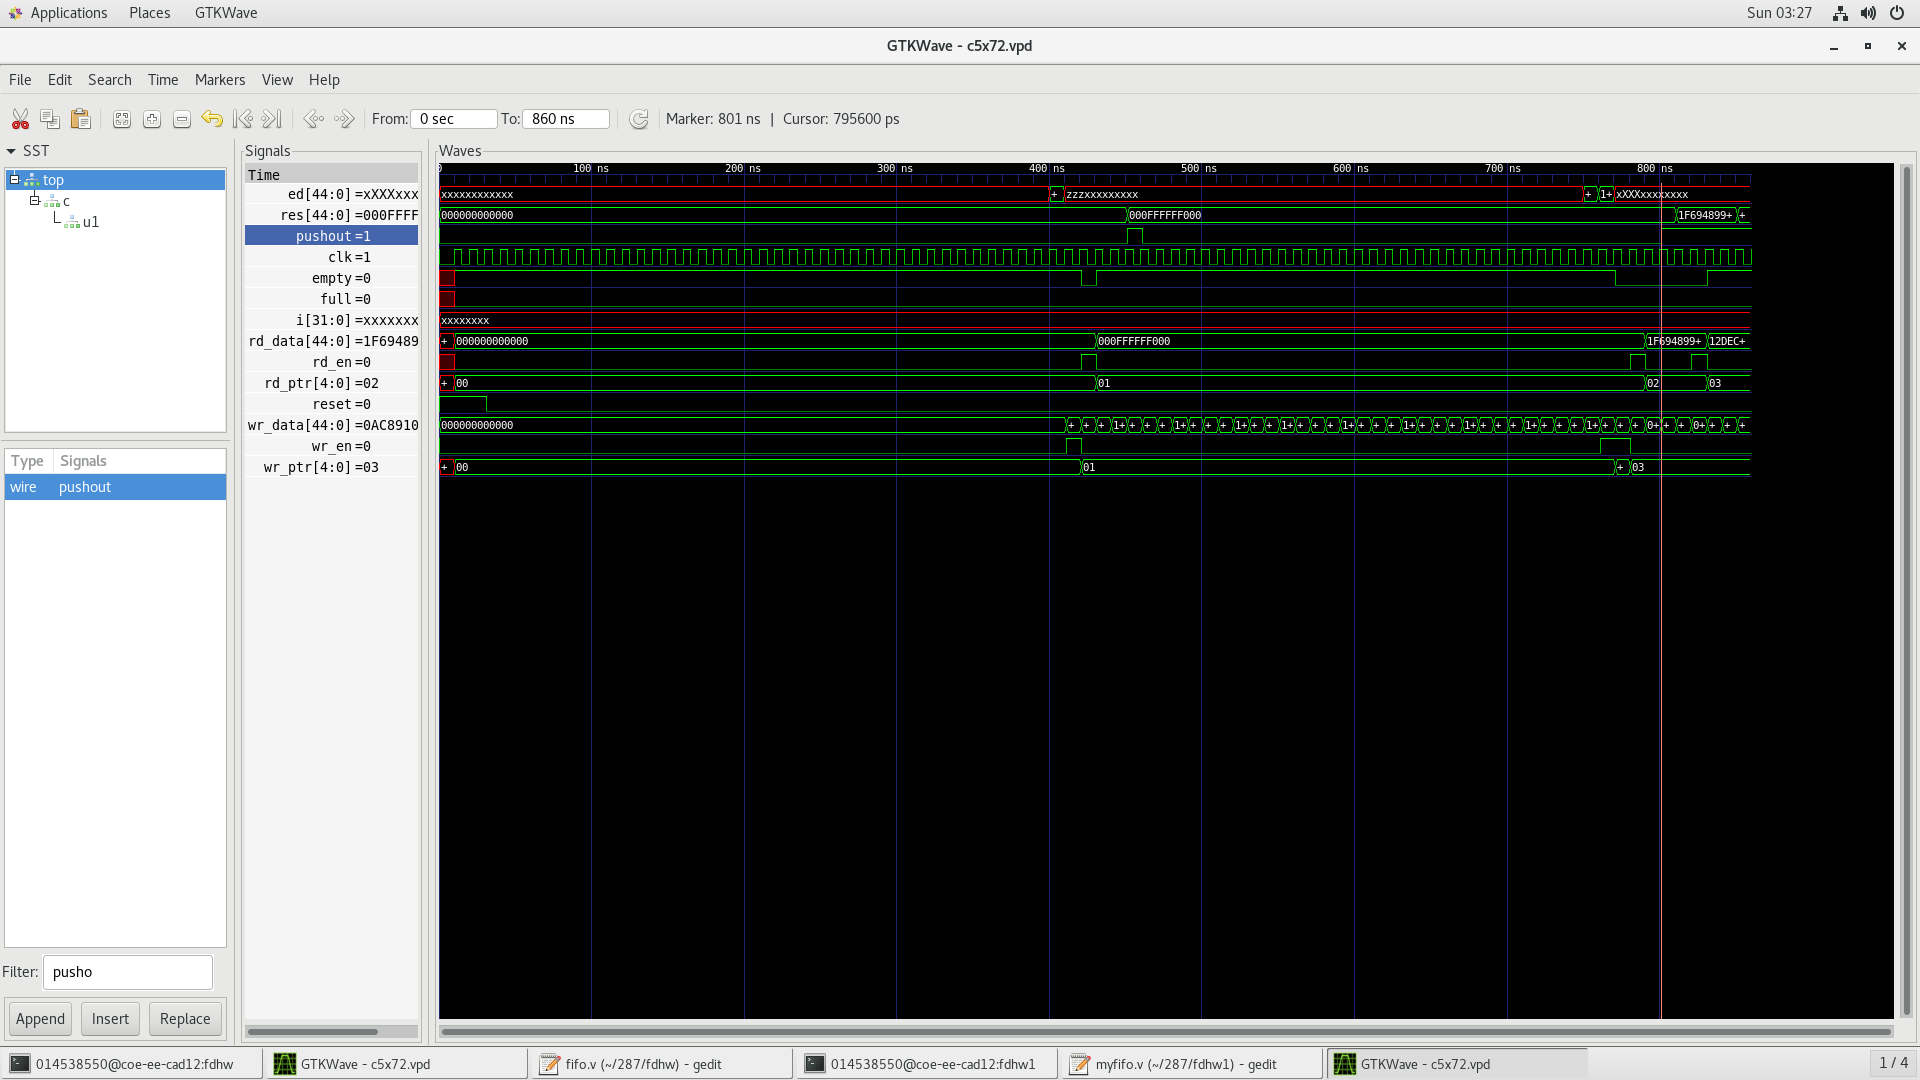 Applications Places GTKWave Sun 03:27
GTKWave - c5x72.vpd
File Edit Search Time Markers View Help
From: 0 sec To: 860 ns Marker: 801 ns | Cursor: 795600 ps
SST
top
c
u1
Type Signals
wire pushout
Filter: pusho
Append Insert Replace
Signals
Time
ed[44:0] =xXXXxxx
res[44:0] =000FFFF
pushout =1
clk =1
empty =0
full =0
i[31:0] =xxxxxxx
rd_data[44:0] =1F69489
rd_en =0
rd_ptr[4:0] =02
reset =0
wr_data[44:0] =0AC8910
wr_en =0
wr_ptr[4:0] =03
Waves
0 100 ns 200 ns 300 ns 400 ns 500 ns 600 ns 700 ns 800 ns
xxxxxxxxxxxx + zzzxxxxxxxxx + 1+ xXXXxxxxxxxx
000000000000 000FFFFFF000 1F694899+ +
xxxxxxxx
+ 000000000000 000FFFFFF000 1F694899+ 12DEC+
+ 00 01 02 03
000000000000 + + + 1+ + + + 1+ + + + 1+ + + 1+ + + + 1+ + + + 1+ + + + 1+ + + + 1+ + + + 1+ + + + 0+ + + 0+ + + +
+ 00 01 + 03
014538550@coe-ee-cad12:fdhw GTKWave - c5x72.vpd fifo.v (~/287/fdhw) - gedit 014538550@coe-ee-cad12:fdhw1 myfifo.v (~/287/fdhw1) - gedit GTKWave - c5x72.vpd 1 / 4